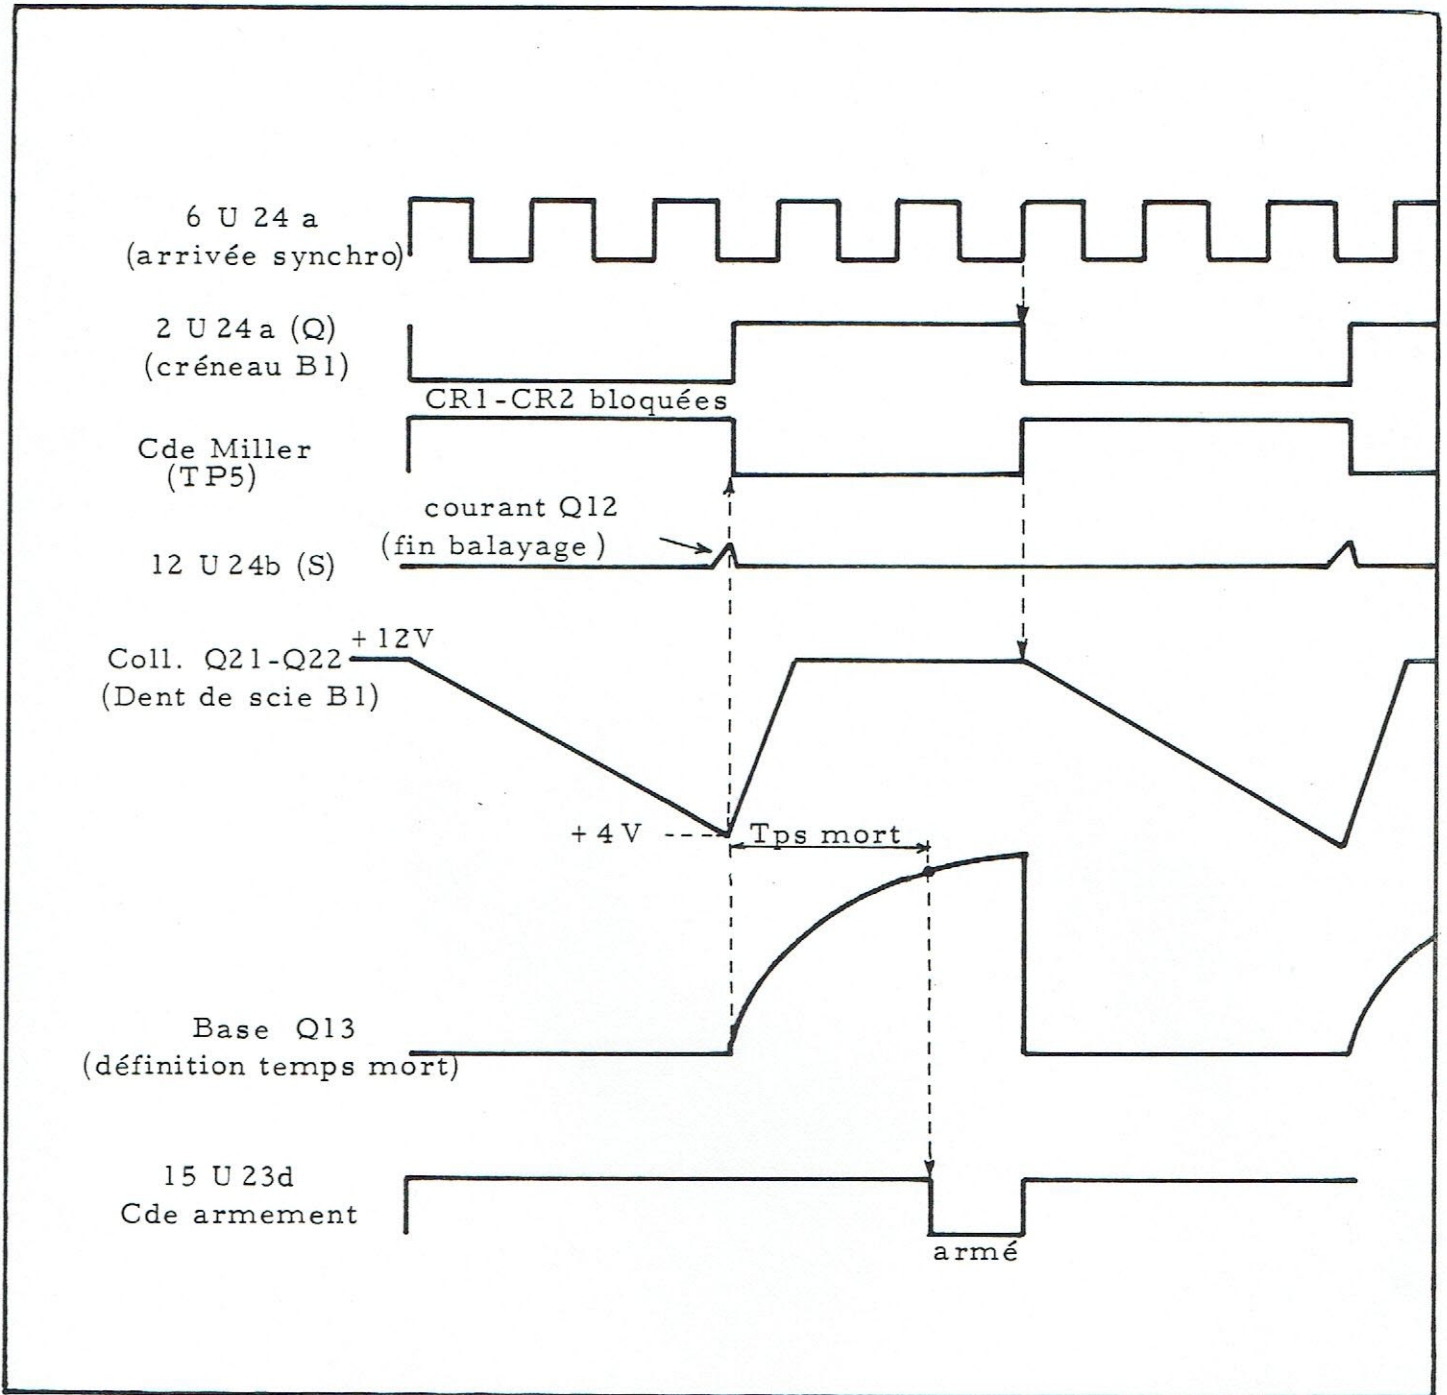 6 U 24 a
(arrivée synchro)
2 U 24 a (Q)
(créneau B1)
CR1-CR2 bloquées
Cde Miller
(TP5)
courant Q12
(fin balayage)
12 U 24b (S)
+ 12V
Coll. Q21-Q22
(Dent de scie B1)
+ 4 V
Tps mort
Base Q13
(définition temps mort)
15 U 23d
Cde armement
armé